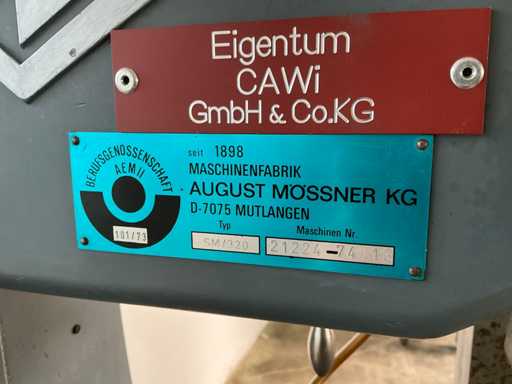 Eigentum
CAWi
GmbH & Co.KG
BERUFSGENOSSENSCHAFT
AEM II
101/73
seit 1898
MASCHINENFABRIK
AUGUST MÖSSNER KG
D-7075 MUTLANGEN
Typ Maschinen Nr.
SM/320 21224-74